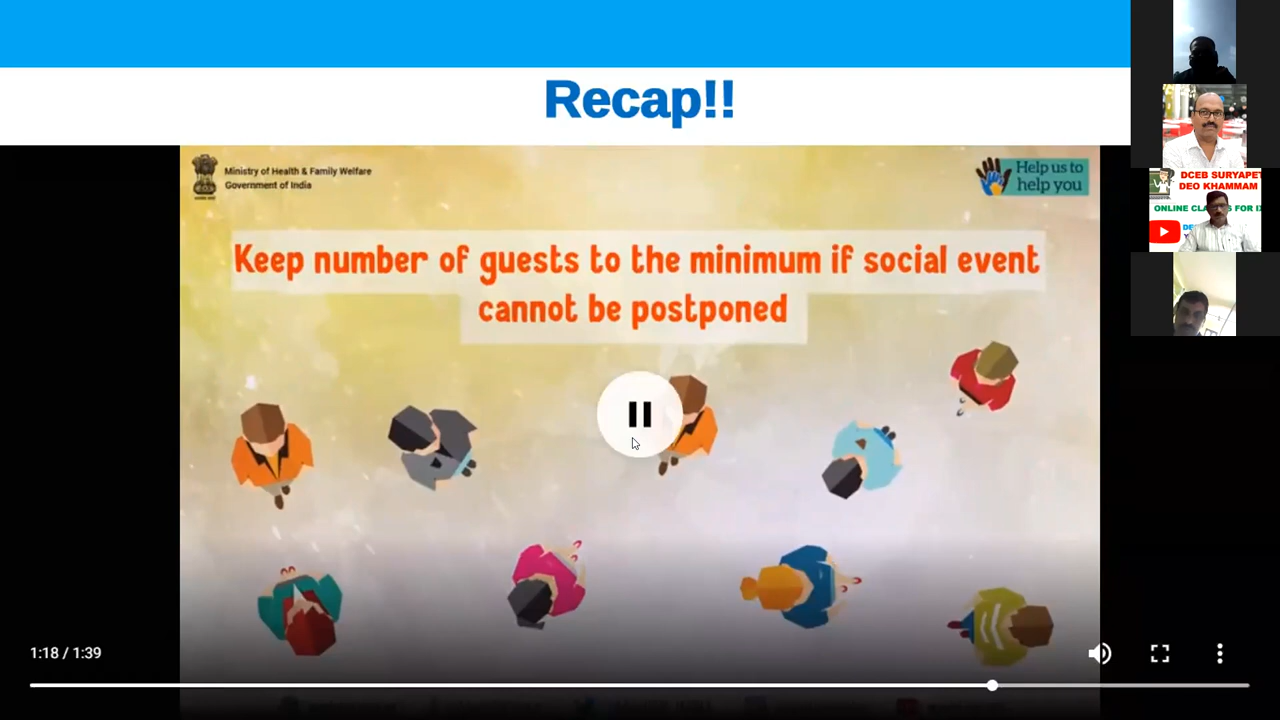 Recap!!
Ministry of Health & Family Welfare
Government of India
Help us to
help you
Keep number of guests to the minimum if social event
cannot be postponed
1:18 / 1:39
DCEB SURYAPET
DEO KHAMMAM
ONLINE FOR